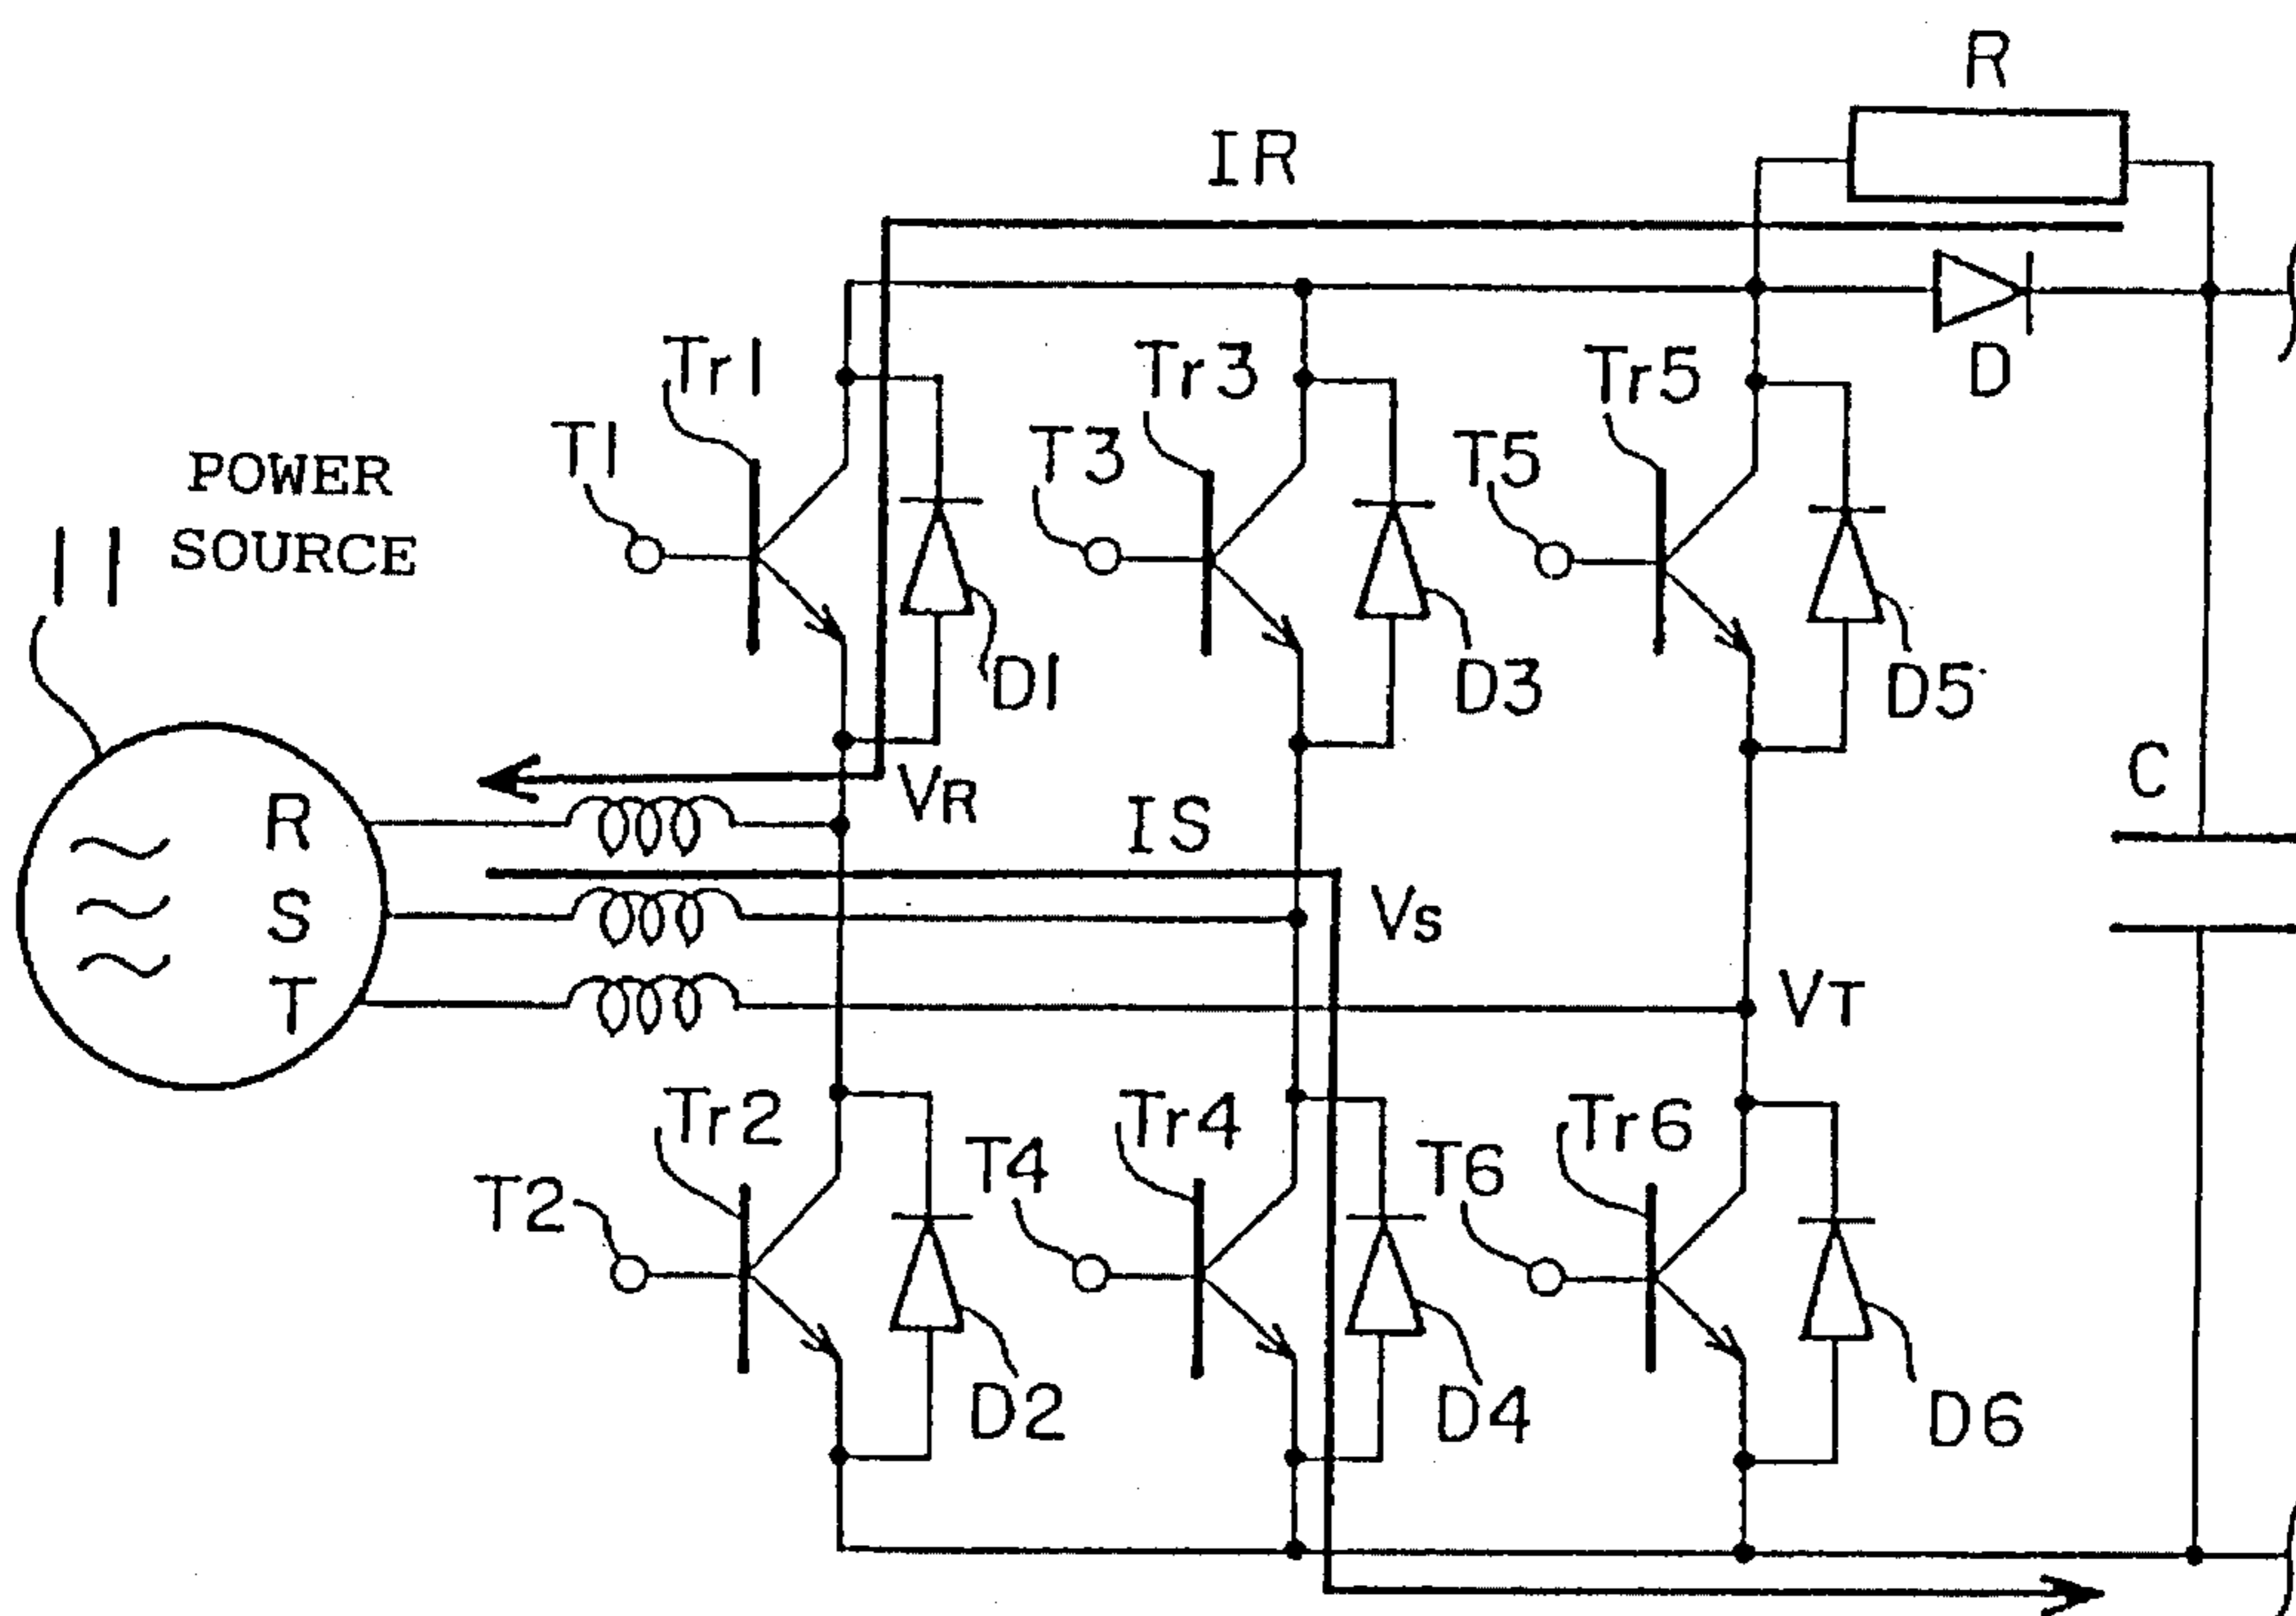 R
IR
Tr1
Tr3
Tr5
D
T1
T3
T5
POWER
SOURCE
11
D1
D3
D5
C
VR
IS
R
S
T
VS
VT
Tr2
Tr4
Tr6
T2
T4
T6
D2
D4
D6